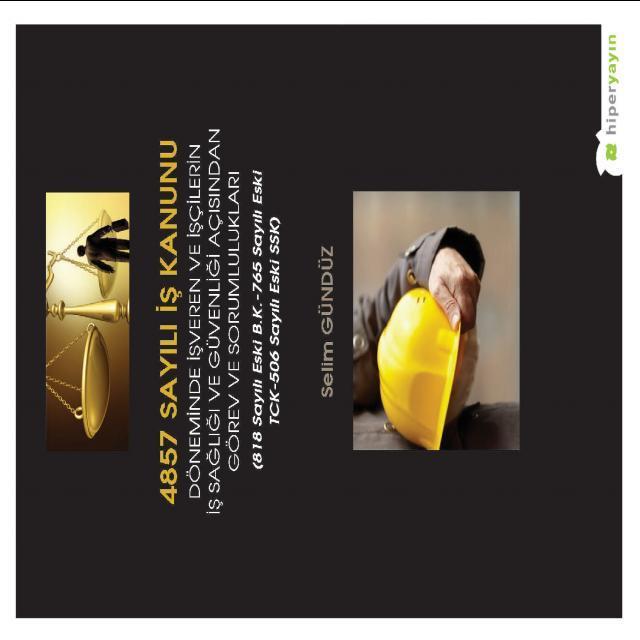 hiperyayın
4857 SAYILI İŞ KANUNU
DÖNEMİNDE İŞVEREN VE İŞÇİLERİN
İŞ SAĞLIĞI VE GÜVENLİĞİ AÇISINDAN
GÖREV VE SORUMLULUKLARI
(818 Sayılı Eski B.K.-765 Sayılı Eski
TCK-506 Sayılı Eski SSK)
Selim GÜNDÜZ